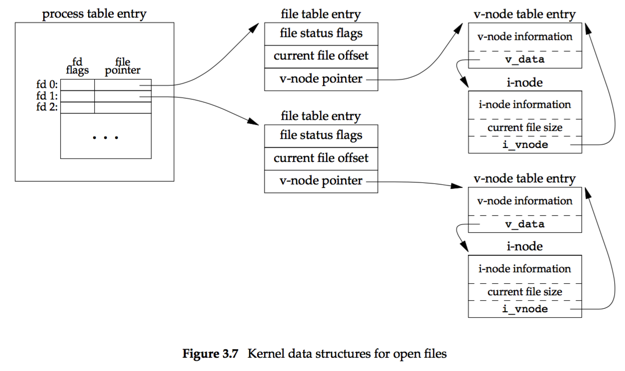 process table entry
fd
flags
file
pointer
fd 0:
fd 1:
fd 2:
• • •
file table entry
file status flags
current file offset
v-node pointer
file table entry
file status flags
current file offset
v-node pointer
v-node table entry
v-node information
v_data
i-node
i-node information
current file size
i_vnode
v-node table entry
v-node information
v_data
i-node
i-node information
current file size
i_vnode
Figure 3.7 Kernel data structures for open files